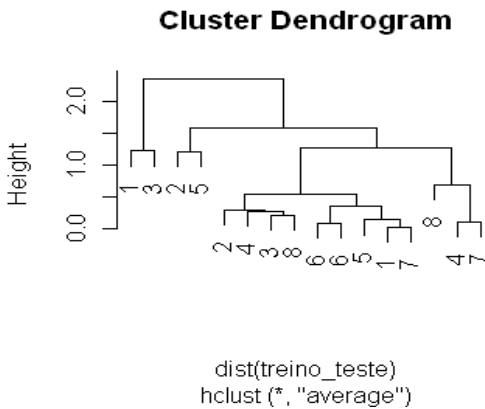 Cluster Dendrogram
Height
2.0
1.0
0.0
1 3 2 5 2 4 3 8 6 6 5 1 7 8 4 7
dist(treino_teste)
hclust (*, "average")